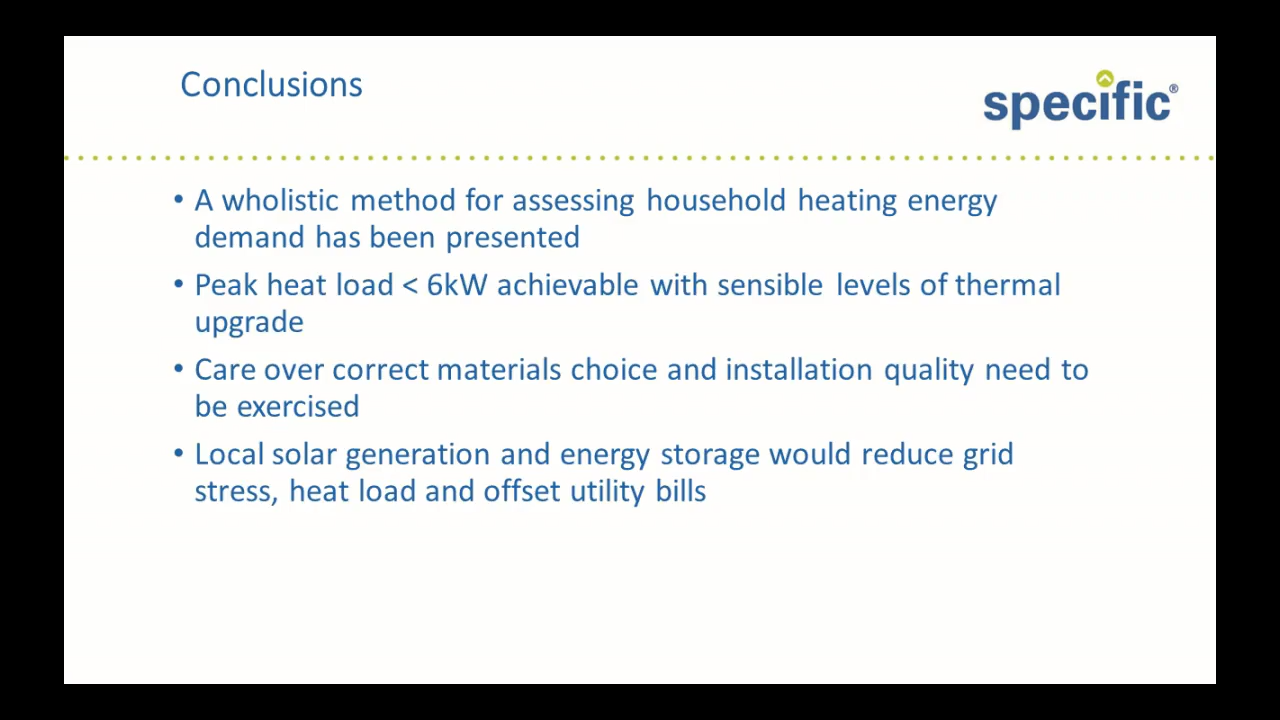 Conclusions
specific®
• A wholistic method for assessing household heating energy
demand has been presented
• Peak heat load < 6kW achievable with sensible levels of thermal
upgrade
• Care over correct materials choice and installation quality need to
be exercised
• Local solar generation and energy storage would reduce grid
stress, heat load and offset utility bills